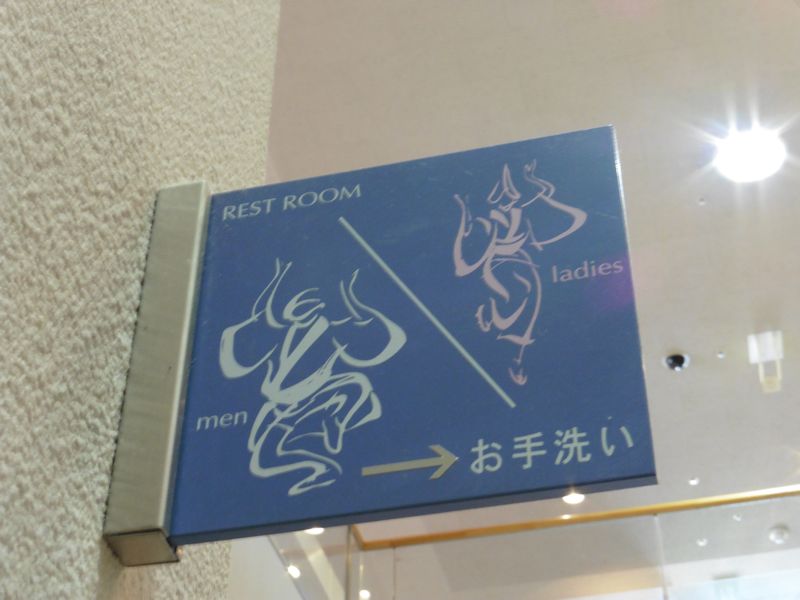 REST ROOM
ladies
men
お手洗い